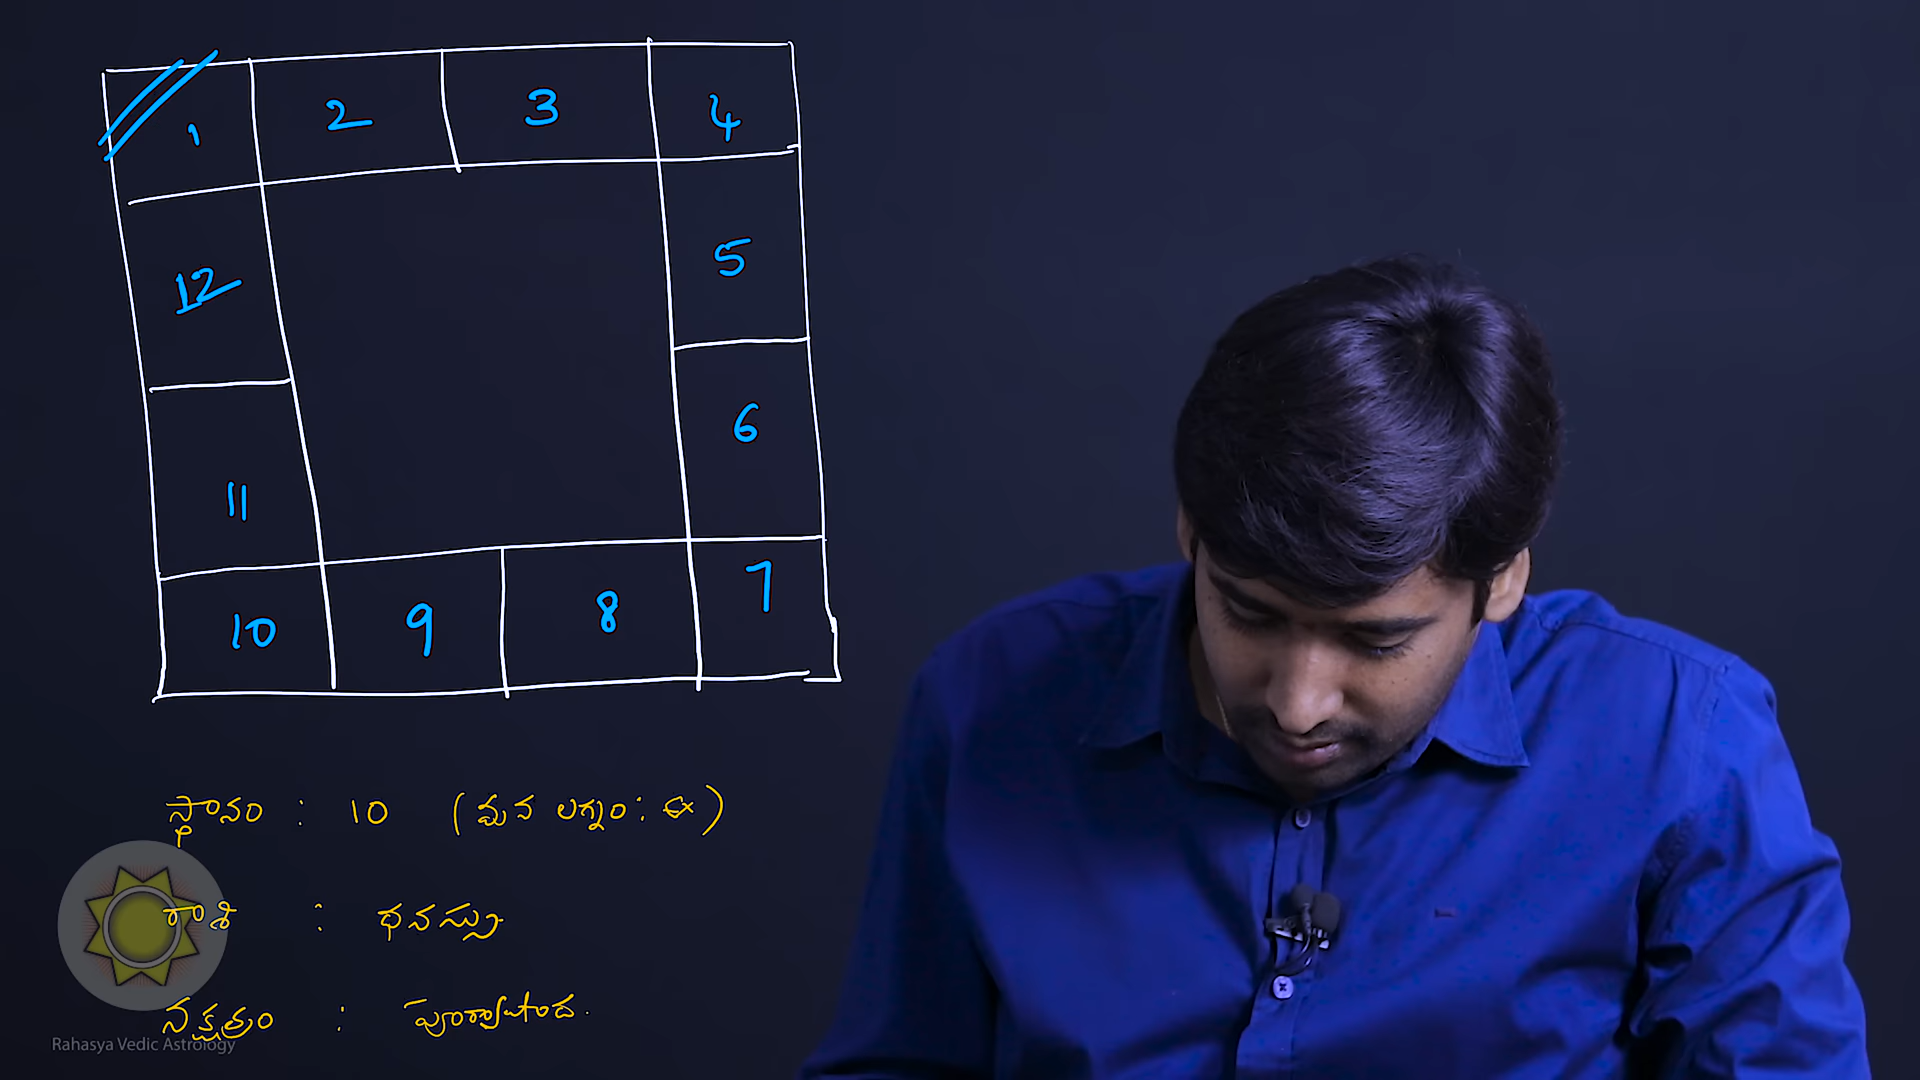 1 2 3 4
12 5
11 6
10 9 8 7
స్థానం : 10 (మన లగ్నం :
రాశి : ధనస్సు
నక్షత్రం : పూర్వాషాఢ.
Rahasya Vedic Astrology